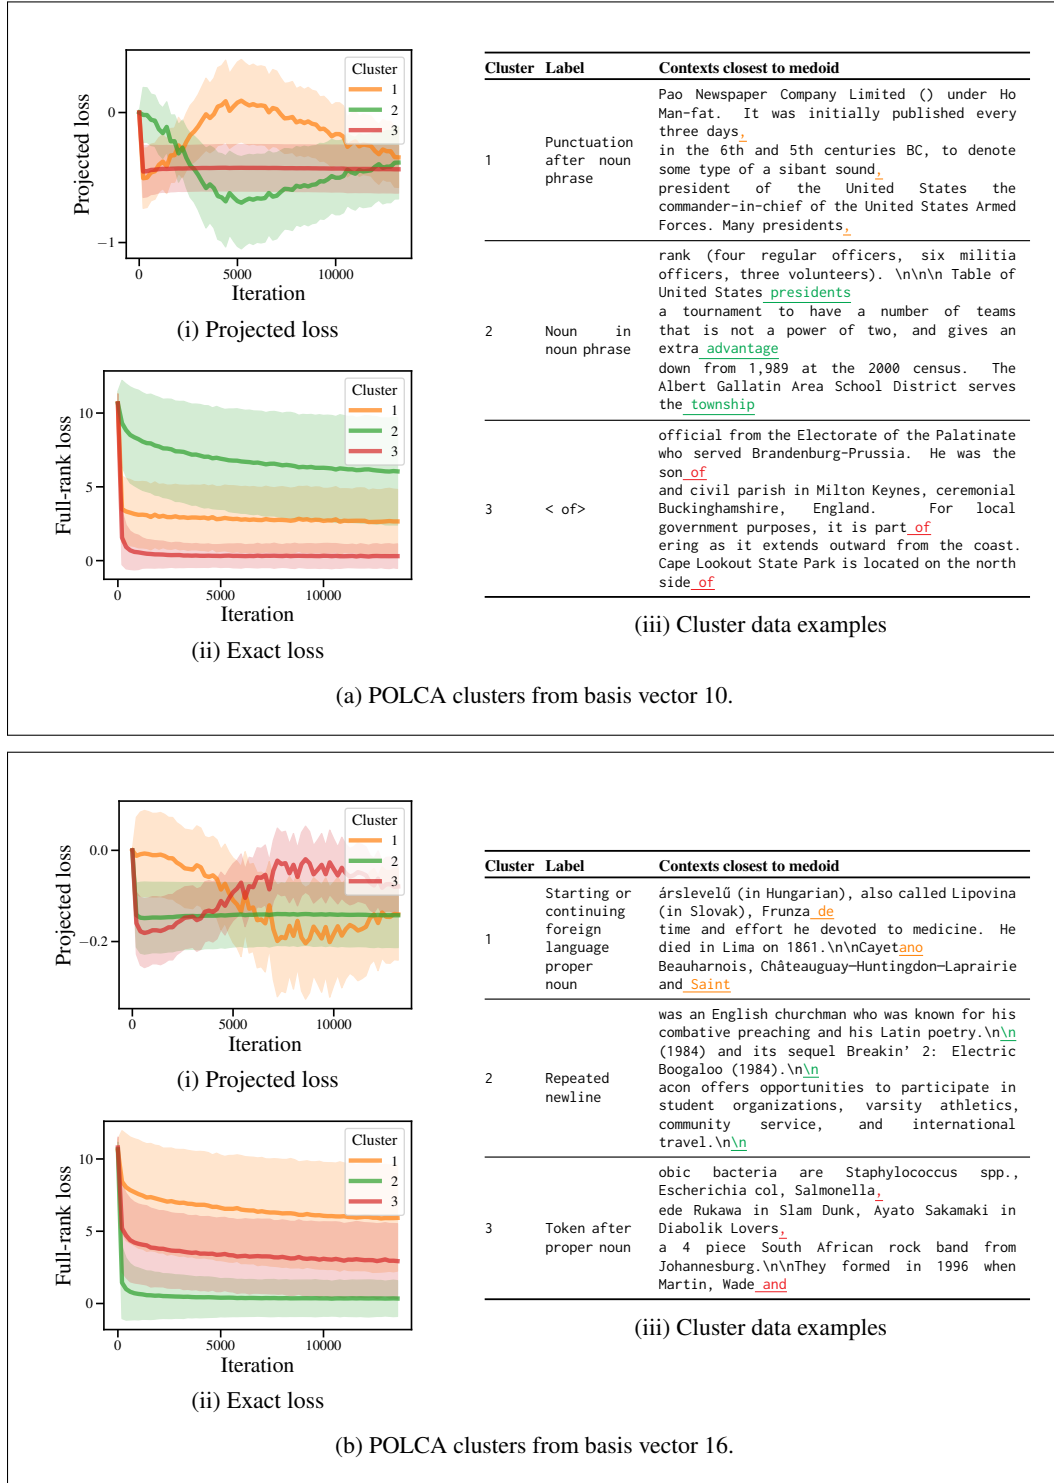 Projected loss
0
−1
0
5000
10000
Iteration
Cluster
1
2
3
(i) Projected loss
Full-rank loss
10
5
0
0
5000
10000
Iteration
Cluster
1
2
3
(ii) Exact loss
Cluster Label Contexts closest to medoid
1
Punctuation
after noun
phrase
Pao Newspaper Company Limited () under Ho
Man-fat. It was initially published every
three days,
in the 6th and 5th centuries BC, to denote
some type of a sibant sound,
president of the United States the
commander-in-chief of the United States Armed
Forces. Many presidents,
2
Noun in
noun phrase
rank (four regular officers, six militia
officers, three volunteers). \n\n\n Table of
United States presidents
a tournament to have a number of teams
that is not a power of two, and gives an
extra advantage
down from 1,989 at the 2000 census. The
Albert Gallatin Area School District serves
the township
3
< of>
official from the Electorate of the Palatinate
who served Brandenburg-Prussia. He was the
son of
and civil parish in Milton Keynes, ceremonial
Buckinghamshire, England. For local
government purposes, it is part of
ering as it extends outward from the coast.
Cape Lookout State Park is located on the north
side of
(iii) Cluster data examples
(a) POLCA clusters from basis vector 10.
Projected loss
0.0
−0.2
0
5000
10000
Iteration
Cluster
1
2
3
(i) Projected loss
Full-rank loss
10
5
0
0
5000
10000
Iteration
Cluster
1
2
3
(ii) Exact loss
Cluster Label Contexts closest to medoid
1
Starting or
continuing
foreign
language
proper
noun
árslevelű (in Hungarian), also called Lipovina
(in Slovak), Frunza de
time and effort he devoted to medicine. He
died in Lima on 1861.\n\nCayetano
Beauharnois, Châteauguay—Huntingdon—Laprairie
and Saint
2
Repeated
newline
was an English churchman who was known for his
combative preaching and his Latin poetry.\n\n
(1984) and its sequel Breakin' 2: Electric
Boogaloo (1984).\n\n
acon offers opportunities to participate in
student organizations, varsity athletics,
community service, and international
travel.\n\n
3
Token after
proper noun
obic bacteria are Staphylococcus spp.,
Escherichia col, Salmonella,
ede Rukawa in Slam Dunk, Ayato Sakamaki in
Diabolik Lovers,
a 4 piece South African rock band from
Johannesburg.\n\nThey formed in 1996 when
Martin, Wade and
(iii) Cluster data examples
(b) POLCA clusters from basis vector 16.